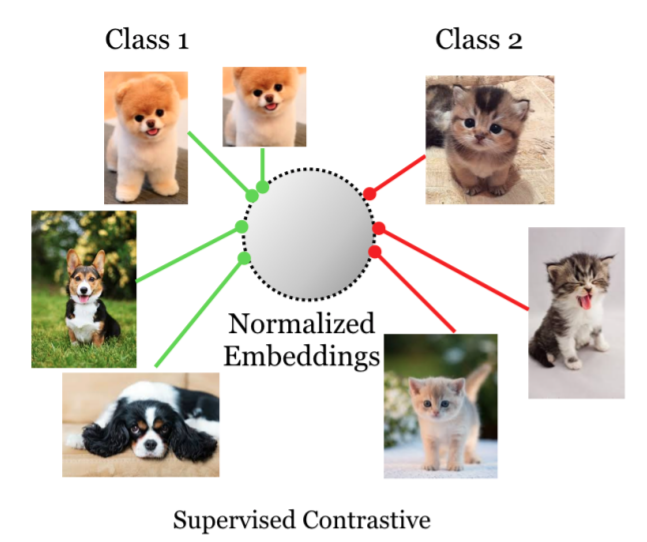 Class 1
Class 2
Normalized
Embeddings
Supervised Contrastive